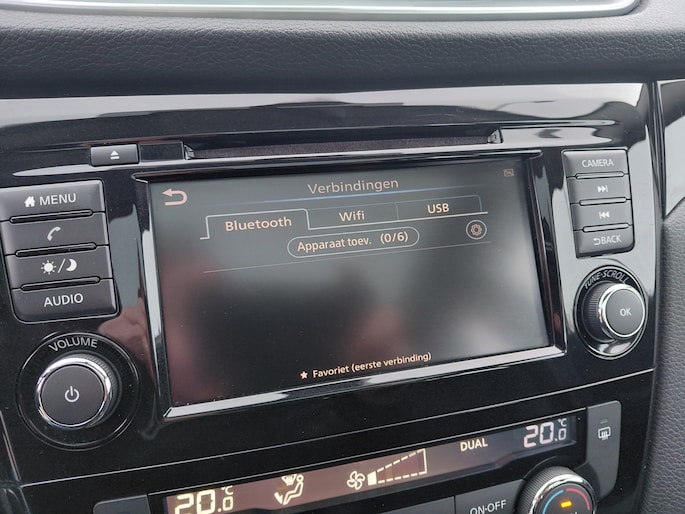 MENU
AUDIO
VOLUME
Verbindingen
Bluetooth
Wifi
USB
Apparaat toev. (0/6)
★ Favoriet (eerste verbinding)
CAMERA
BACK
TUNE·SCROLL
OK
20.0°C
DUAL
20.0°C
ON·OFF